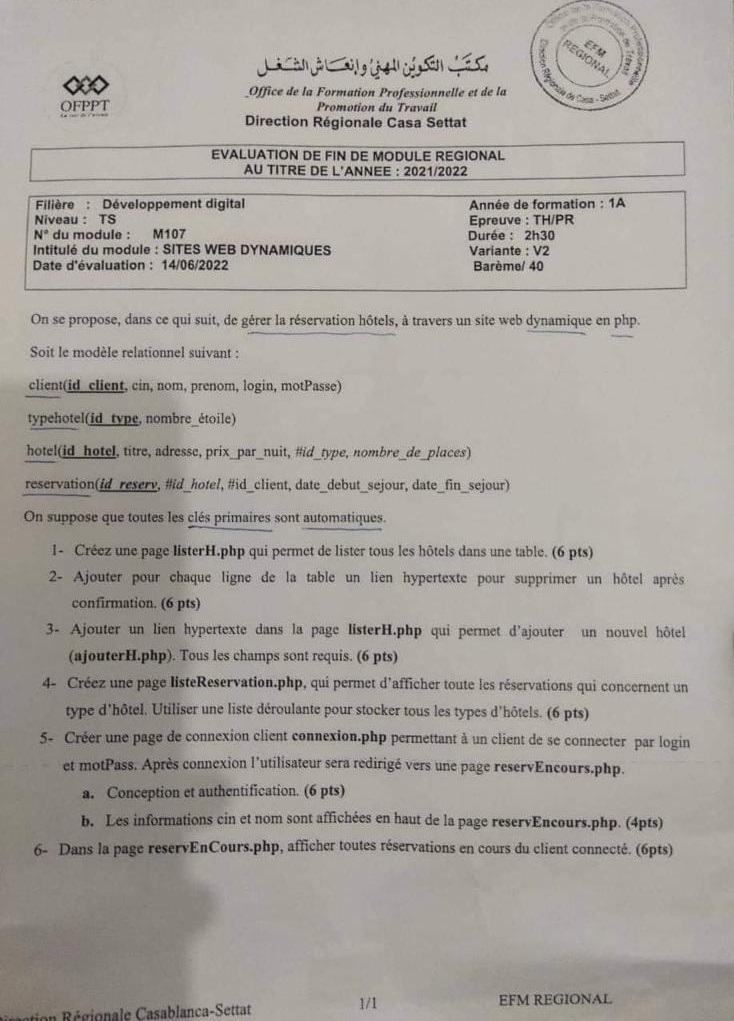 مكتب التكوين المهني وإنعاش الشغل
Office de la Formation Professionnelle et de la
Promotion du Travail
Direction Régionale Casa Settat
OFPPT
EFM
REGIONAL
EVALUATION DE FIN DE MODULE REGIONAL
AU TITRE DE L'ANNEE : 2021/2022
Filière : Développement digital
Année de formation : 1A
Niveau : TS
Epreuve : TH/PR
N° du module : M107
Durée : 2h30
Intitulé du module : SITES WEB DYNAMIQUES
Variante : V2
Date d'évaluation : 14/06/2022
Barème/ 40
On se propose, dans ce qui suit, de gérer la réservation hôtels, à travers un site web dynamique en php.
Soit le modèle relationnel suivant :
client(id_client, cin, nom, prenom, login, motPasse)
typehotel(id_type, nombre_étoile)
hotel(id_hotel, titre, adresse, prix_par_nuit, #id_type, nombre_de_places)
reservation(id_reserv, #id_hotel, #id_client, date_debut_sejour, date_fin_sejour)
On suppose que toutes les clés primaires sont automatiques.
1- Créez une page listerH.php qui permet de lister tous les hôtels dans une table. (6 pts)
2- Ajouter pour chaque ligne de la table un lien hypertexte pour supprimer un hôtel après
confirmation. (6 pts)
3- Ajouter un lien hypertexte dans la page listerH.php qui permet d'ajouter un nouvel hôtel
(ajouterH.php). Tous les champs sont requis. (6 pts)
4- Créez une page listeReservation.php, qui permet d'afficher toute les réservations qui concernent un
type d'hôtel. Utiliser une liste déroulante pour stocker tous les types d'hôtels. (6 pts)
5- Créer une page de connexion client connexion.php permettant à un client de se connecter par login
et motPass. Après connexion l'utilisateur sera redirigé vers une page reservEncours.php.
a. Conception et authentification. (6 pts)
b. Les informations cin et nom sont affichées en haut de la page reservEncours.php. (4pts)
6- Dans la page reservEnCours.php, afficher toutes réservations en cours du client connecté. (6pts)
Direction Régionale Casablanca-Settat
1/1
EFM REGIONAL